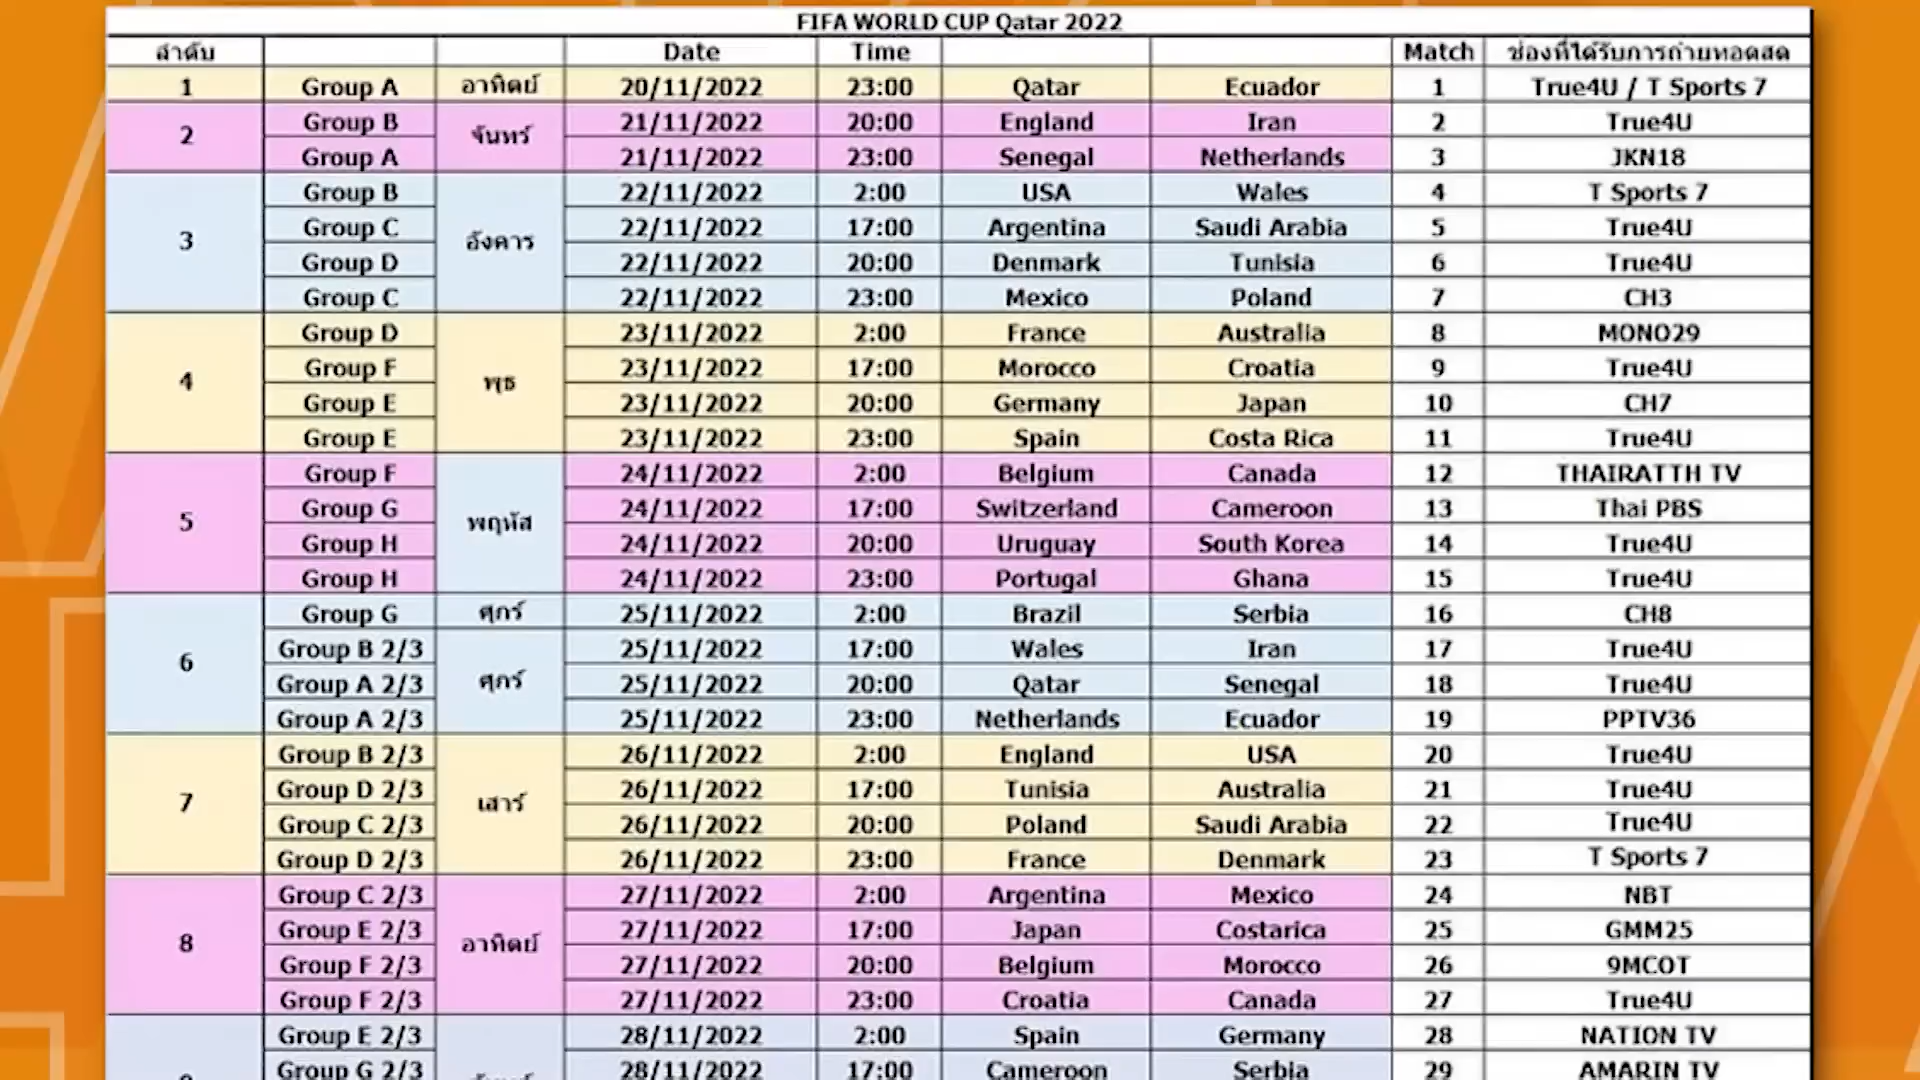 FIFA WORLD CUP Qatar 2022
ลำดับ Date Time Match ช่องที่ได้รับการถ่ายทอดสด
1 Group A อาทิตย์ 20/11/2022 23:00 Qatar Ecuador 1 True4U / T Sports 7
2 Group B จันทร์ 21/11/2022 20:00 England Iran 2 True4U
Group A 21/11/2022 23:00 Senegal Netherlands 3 JKN18
3 Group B อังคาร 22/11/2022 2:00 USA Wales 4 T Sports 7
Group C 22/11/2022 17:00 Argentina Saudi Arabia 5 True4U
Group D 22/11/2022 20:00 Denmark Tunisia 6 True4U
Group C 22/11/2022 23:00 Mexico Poland 7 CH3
4 Group D พุธ 23/11/2022 2:00 France Australia 8 MONO29
Group F 23/11/2022 17:00 Morocco Croatia 9 True4U
Group E 23/11/2022 20:00 Germany Japan 10 CH7
Group E 23/11/2022 23:00 Spain Costa Rica 11 True4U
5 Group F พฤหัส 24/11/2022 2:00 Belgium Canada 12 THAIRATTH TV
Group G 24/11/2022 17:00 Switzerland Cameroon 13 Thai PBS
Group H 24/11/2022 20:00 Uruguay South Korea 14 True4U
Group H 24/11/2022 23:00 Portugal Ghana 15 True4U
6 Group G ศุกร์ 25/11/2022 2:00 Brazil Serbia 16 CH8
Group B 2/3 ศุกร์ 25/11/2022 17:00 Wales Iran 17 True4U
Group A 2/3 25/11/2022 20:00 Qatar Senegal 18 True4U
Group A 2/3 25/11/2022 23:00 Netherlands Ecuador 19 PPTV36
7 Group B 2/3 เสาร์ 26/11/2022 2:00 England USA 20 True4U
Group D 2/3 26/11/2022 17:00 Tunisia Australia 21 True4U
Group C 2/3 26/11/2022 20:00 Poland Saudi Arabia 22 True4U
Group D 2/3 26/11/2022 23:00 France Denmark 23 T Sports 7
8 Group C 2/3 อาทิตย์ 27/11/2022 2:00 Argentina Mexico 24 NBT
Group E 2/3 27/11/2022 17:00 Japan Costarica 25 GMM25
Group F 2/3 27/11/2022 20:00 Belgium Morocco 26 9MCOT
Group F 2/3 27/11/2022 23:00 Croatia Canada 27 True4U
Group E 2/3 28/11/2022 2:00 Spain Germany 28 NATION TV
Group G 2/3 28/11/2022 17:00 Cameroon Serbia 29 AMARIN TV